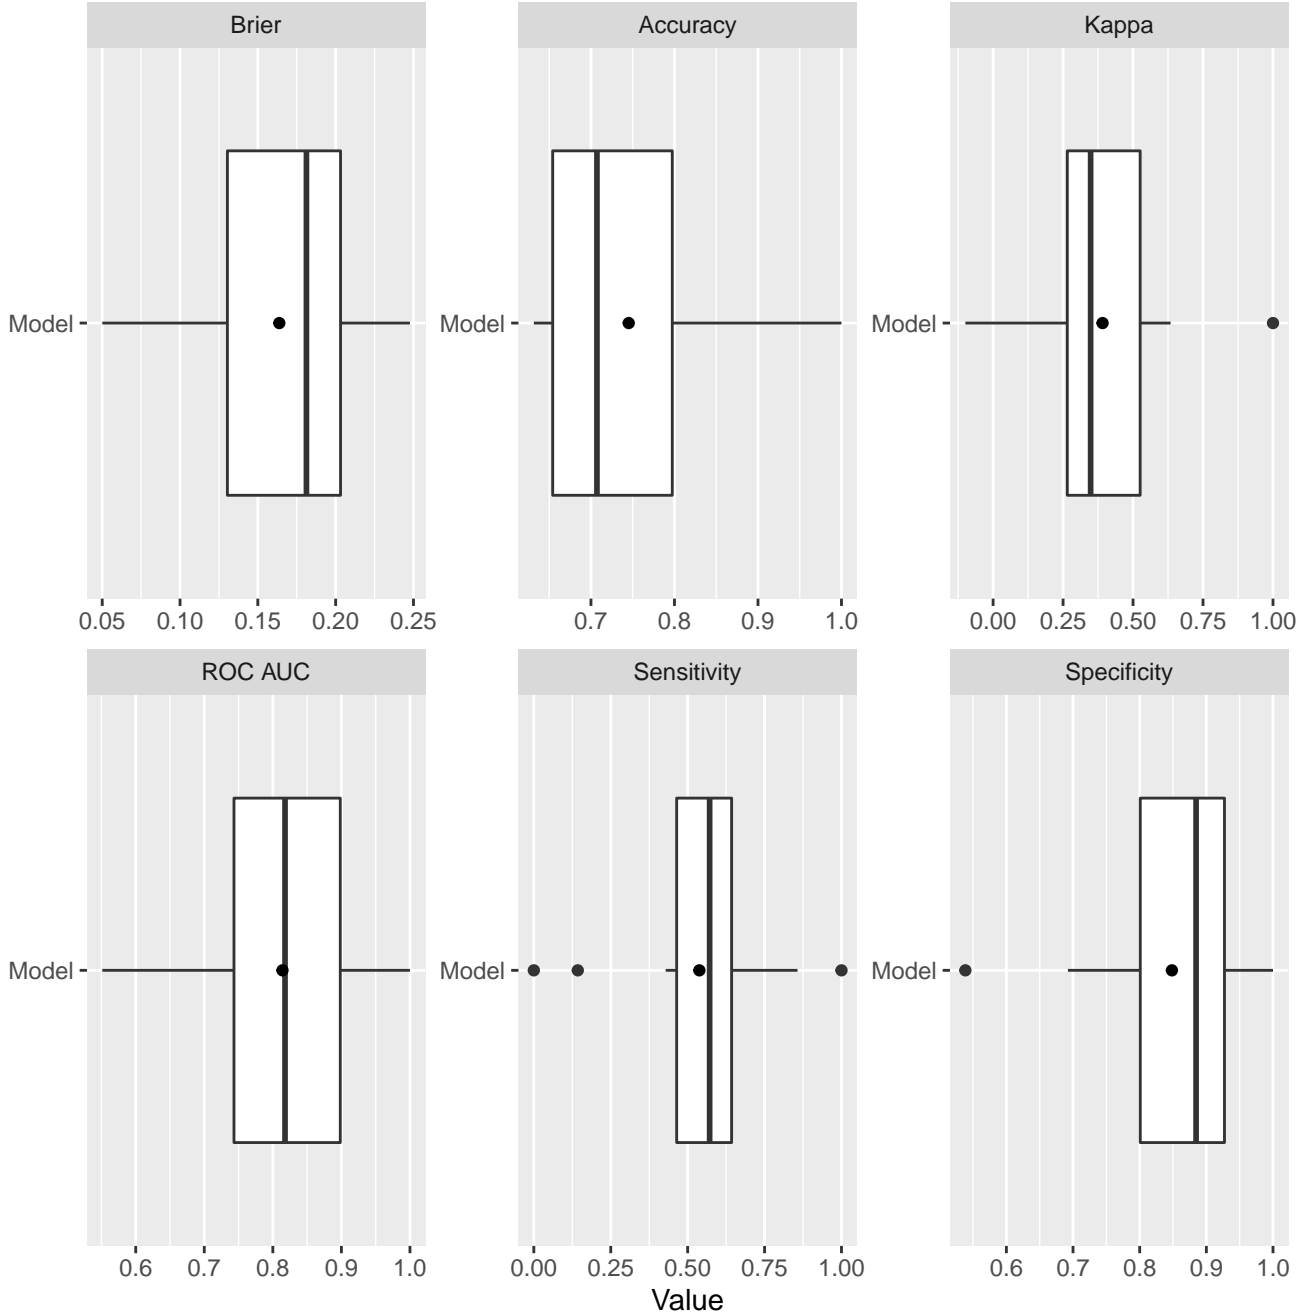 Brier Accuracy Kappa
Model Model Model
0.05 0.10 0.15 0.20 0.25 0.7 0.8 0.9 1.0 0.00 0.25 0.50 0.75 1.00
ROC AUC Sensitivity Specificity
Model Model Model
0.6 0.7 0.8 0.9 1.0 0.00 0.25 0.50 0.75 1.00 0.6 0.7 0.8 0.9 1.0
Value